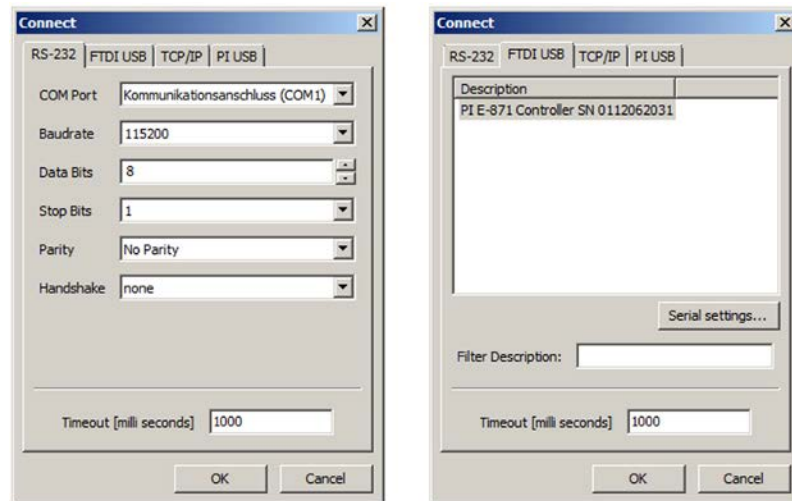 Connect
RS-232 FTDI USB TCP/IP PI USB
COM Port Kommunikationsanschluss (COM1)
Baudrate 115200
Data Bits 8
Stop Bits 1
Parity No Parity
Handshake none
Timeout [milli seconds] 1000
OK Cancel
Connect
RS-232 FTDI USB TCP/IP PI USB
Description
PI E-871 Controller SN 0112062031
Serial settings...
Filter Description:
Timeout [milli seconds] 1000
OK Cancel